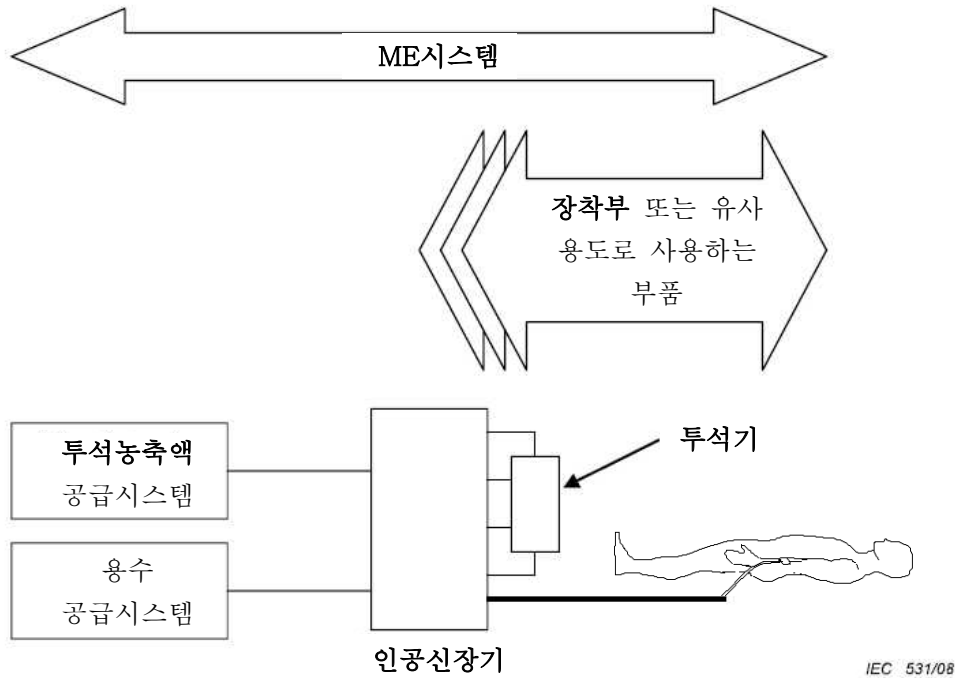 ME시스템
장착부 또는 유사
용도로 사용하는
부품
투석농축액
공급시스템
투석기
용수
공급시스템
인공신장기
IEC 531/08